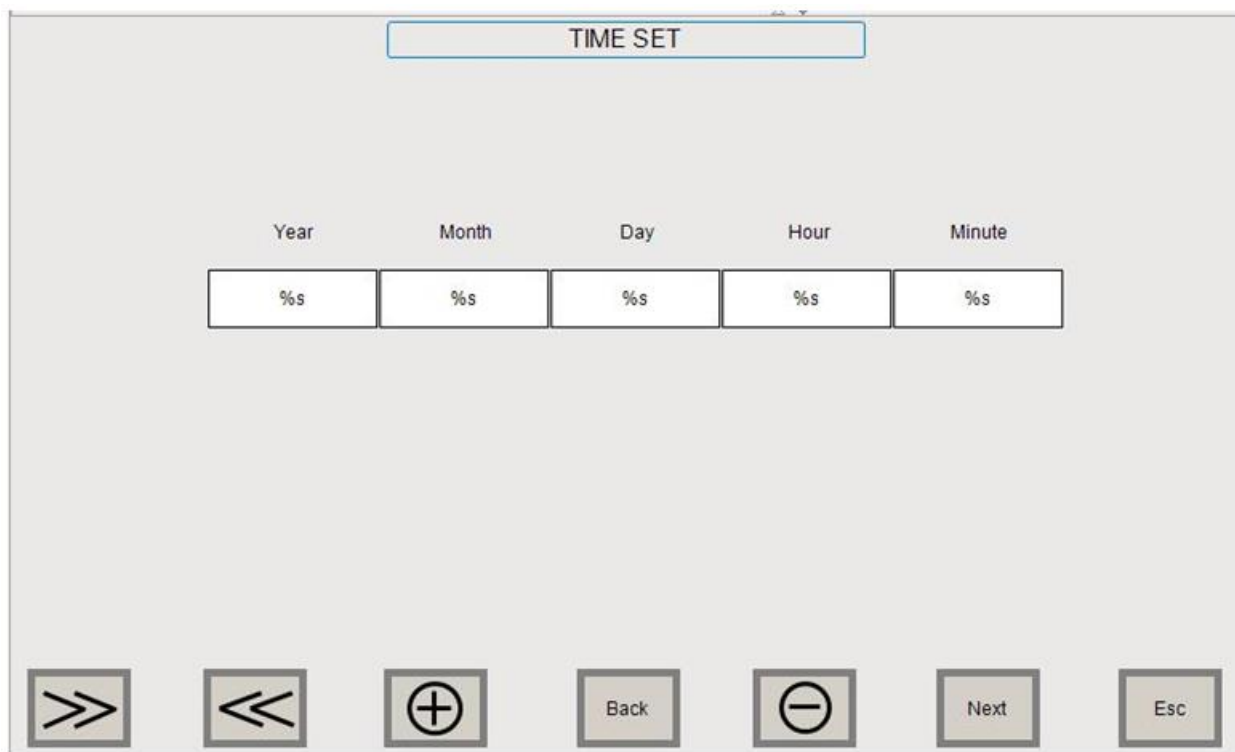 TIME SET
Year Month Day Hour Minute
%s %s %s %s %s
>> << + Back - Next Esc